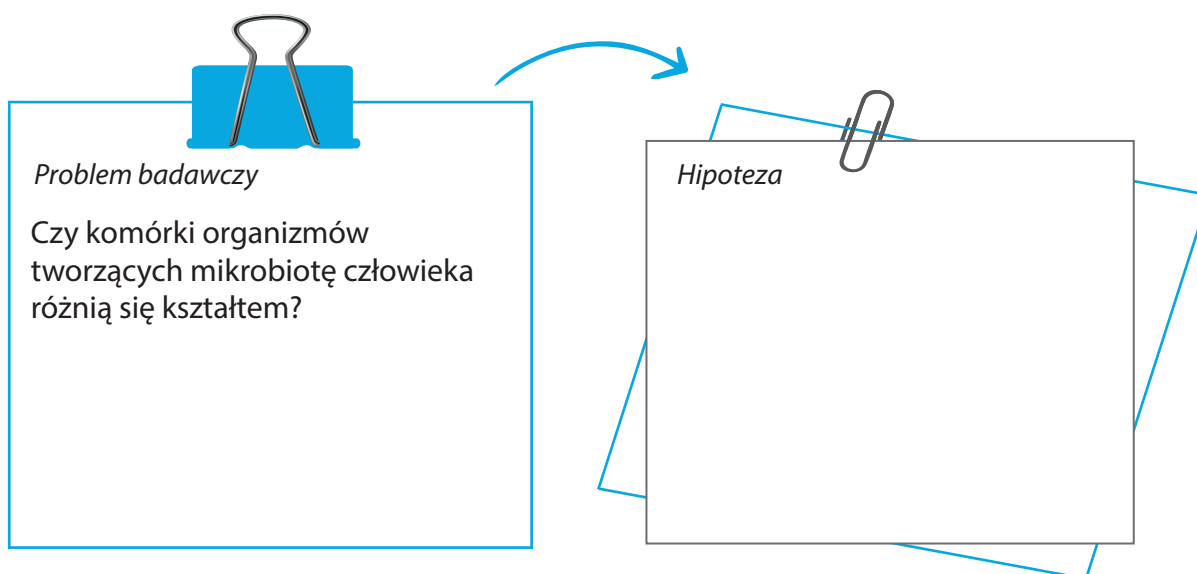 Problem badawczy
Czy komórki organizmów
tworzących mikrobiotę człowieka
różnią się kształtem?
Hipoteza